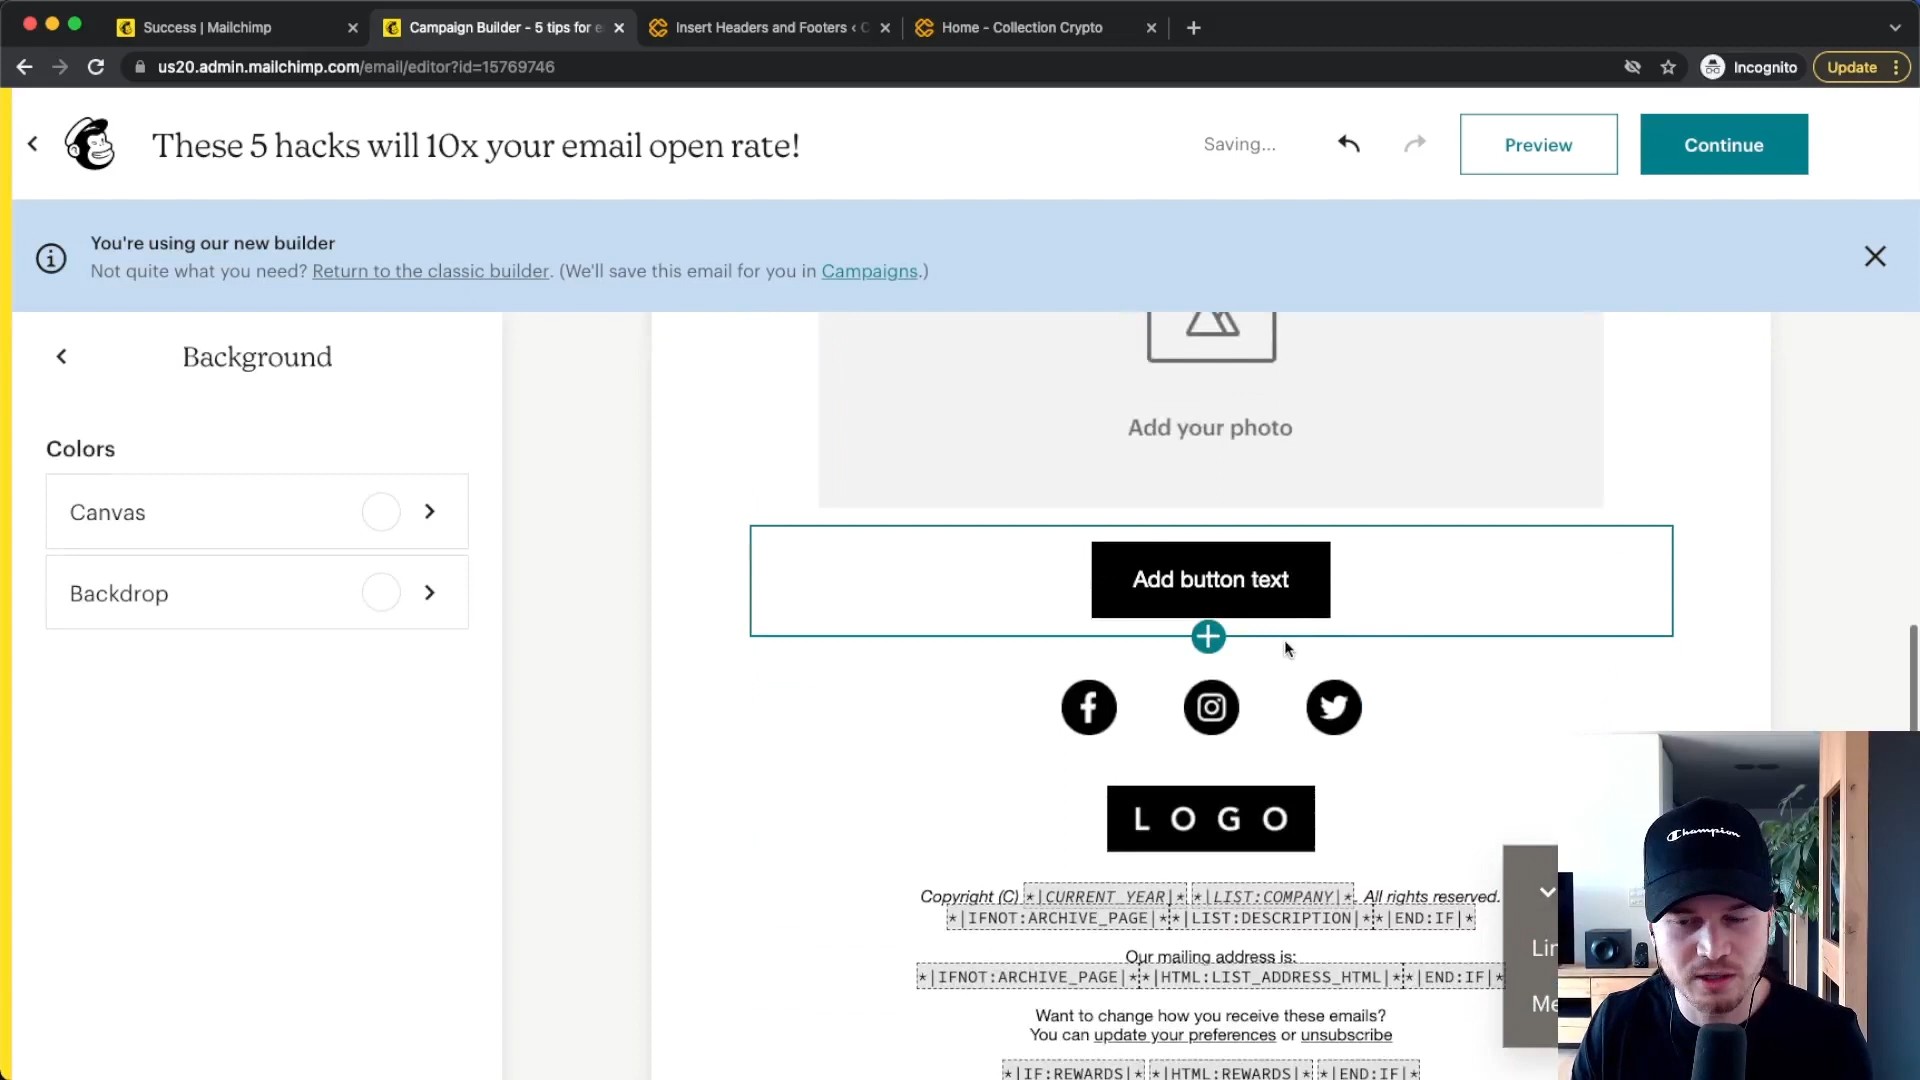 Success | Mailchimp
Campaign Builder - 5 tips for e
Insert Headers and Footers ‹ C
Home - Collection Crypto
us20.admin.mailchimp.com/email/editor?id=15769746
Incognito
Update
These 5 hacks will 10x your email open rate!
Saving...
Preview
Continue
You're using our new builder
Not quite what you need? Return to the classic builder. (We'll save this email for you in Campaigns.)
Background
Colors
Canvas
Backdrop
Add your photo
Add button text
LOGO
Copyright (C) *|CURRENT_YEAR|* *|LIST:COMPANY|*. All rights reserved.
*|IFNOT:ARCHIVE_PAGE|* *|LIST:DESCRIPTION|* *|END:IF|*
Our mailing address is:
*|IFNOT:ARCHIVE_PAGE|* *|HTML:LIST_ADDRESS_HTML|* *|END:IF|*
Want to change how you receive these emails?
You can update your preferences or unsubscribe
*|IF:REWARDS|* *|HTML:REWARDS|* *|END:IF|*
Champion